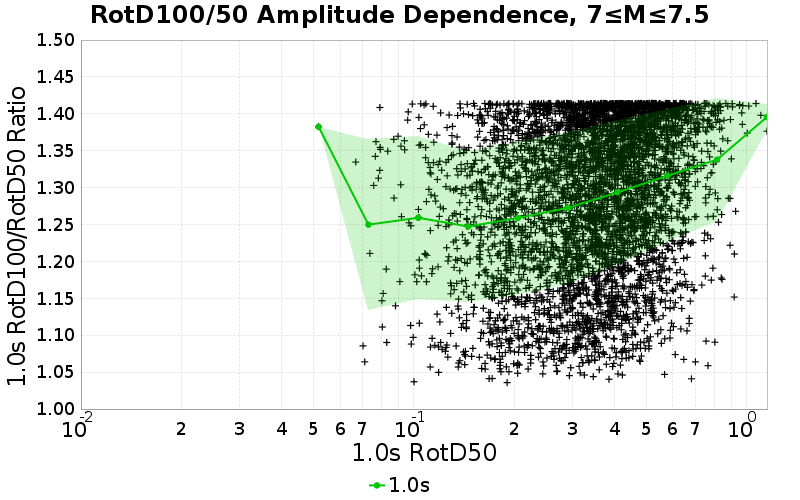 RotD100/50 Amplitude Dependence, 7≤M≤7.5
1.0s RotD100/RotD50 Ratio
1.50
1.45
1.40
1.35
1.30
1.25
1.20
1.15
1.10
1.05
1.00
10^-2 2 3 4 5 6 7 10^-1 2 3 4 5 6 7 10^0
1.0s RotD50
1.0s